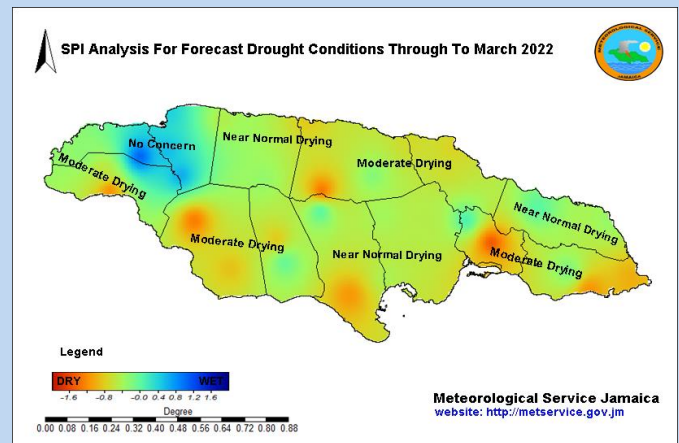 SPI Analysis For Forecast Drought Conditions Through To March 2022
METEOROLOGICAL SERVICE
JAMAICA
No Concern
Near Normal Drying
Moderate Drying
Moderate Drying
Near Normal Drying
Moderate Drying
Near Normal Drying
Moderate Drying
Legend
DRY WET
-1.6 -0.8 -0.0 0.4 0.8 1.2 1.6
Degree
0.00 0.08 0.16 0.24 0.32 0.40 0.48 0.56 0.64 0.72 0.80 0.88
Meteorological Service Jamaica
website: http://metservice.gov.jm